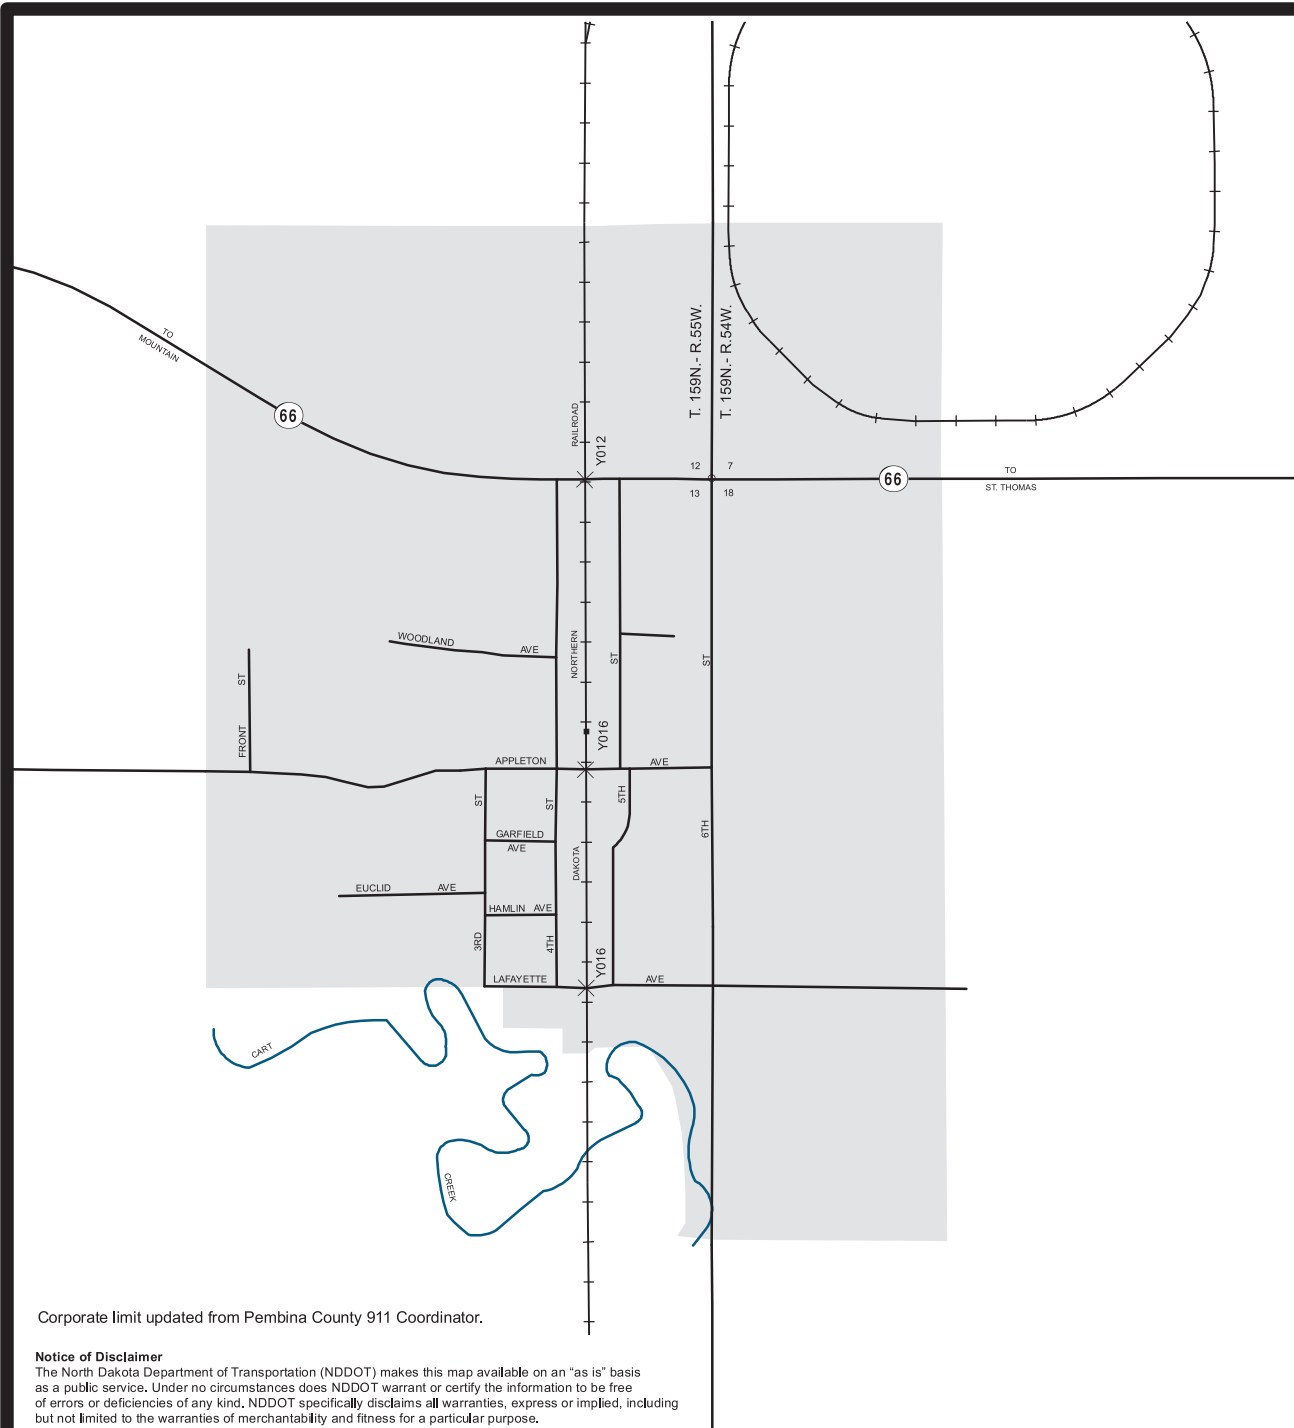 T. 159N.- R.55W.
T. 159N.- R.54W.
TO
MOUNTAIN
66
RAILROAD
Y012
12
7
13
18
66
TO
ST. THOMAS
WOODLAND AVE
NORTHERN
ST
ST
ST
FRONT
Y016
APPLETON AVE
ST
ST
5TH
6TH
GARFIELD
AVE
DAKOTA
EUCLID AVE
HAMLIN AVE
3RD
4TH
Y016
LAFAYETTE AVE
CART
CREEK
Corporate limit updated from Pembina County 911 Coordinator.
Notice of Disclaimer
The North Dakota Department of Transportation (NDDOT) makes this map available on an “as is” basis
as a public service. Under no circumstances does NDDOT warrant or certify the information to be free
of errors or deficiencies of any kind. NDDOT specifically disclaims all warranties, express or implied, including
but not limited to the warranties of merchantability and fitness for a particular purpose.